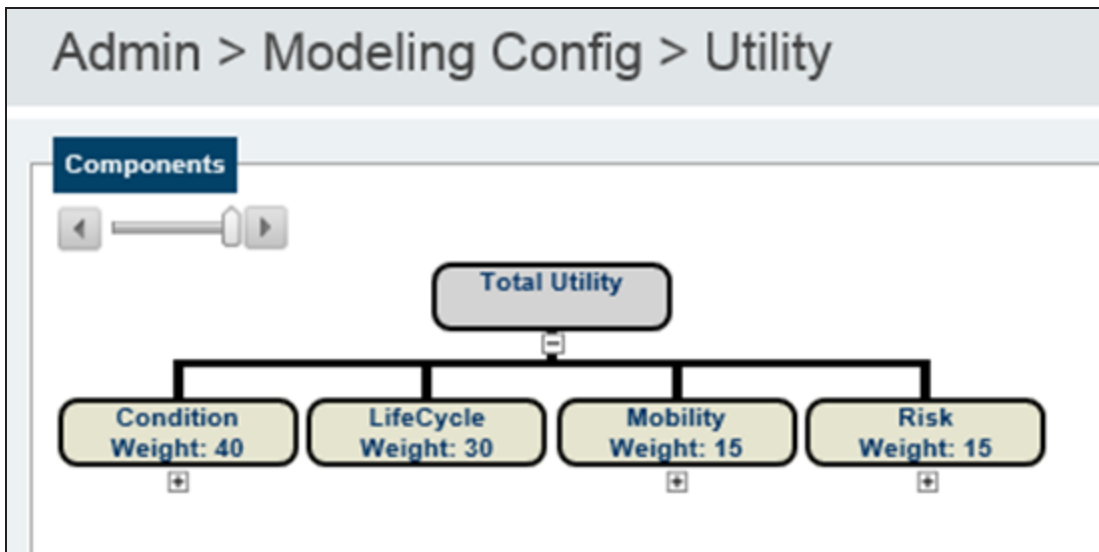 Admin > Modeling Config > Utility
Components
Total Utility
Condition
Weight: 40
LifeCycle
Weight: 30
Mobility
Weight: 15
Risk
Weight: 15